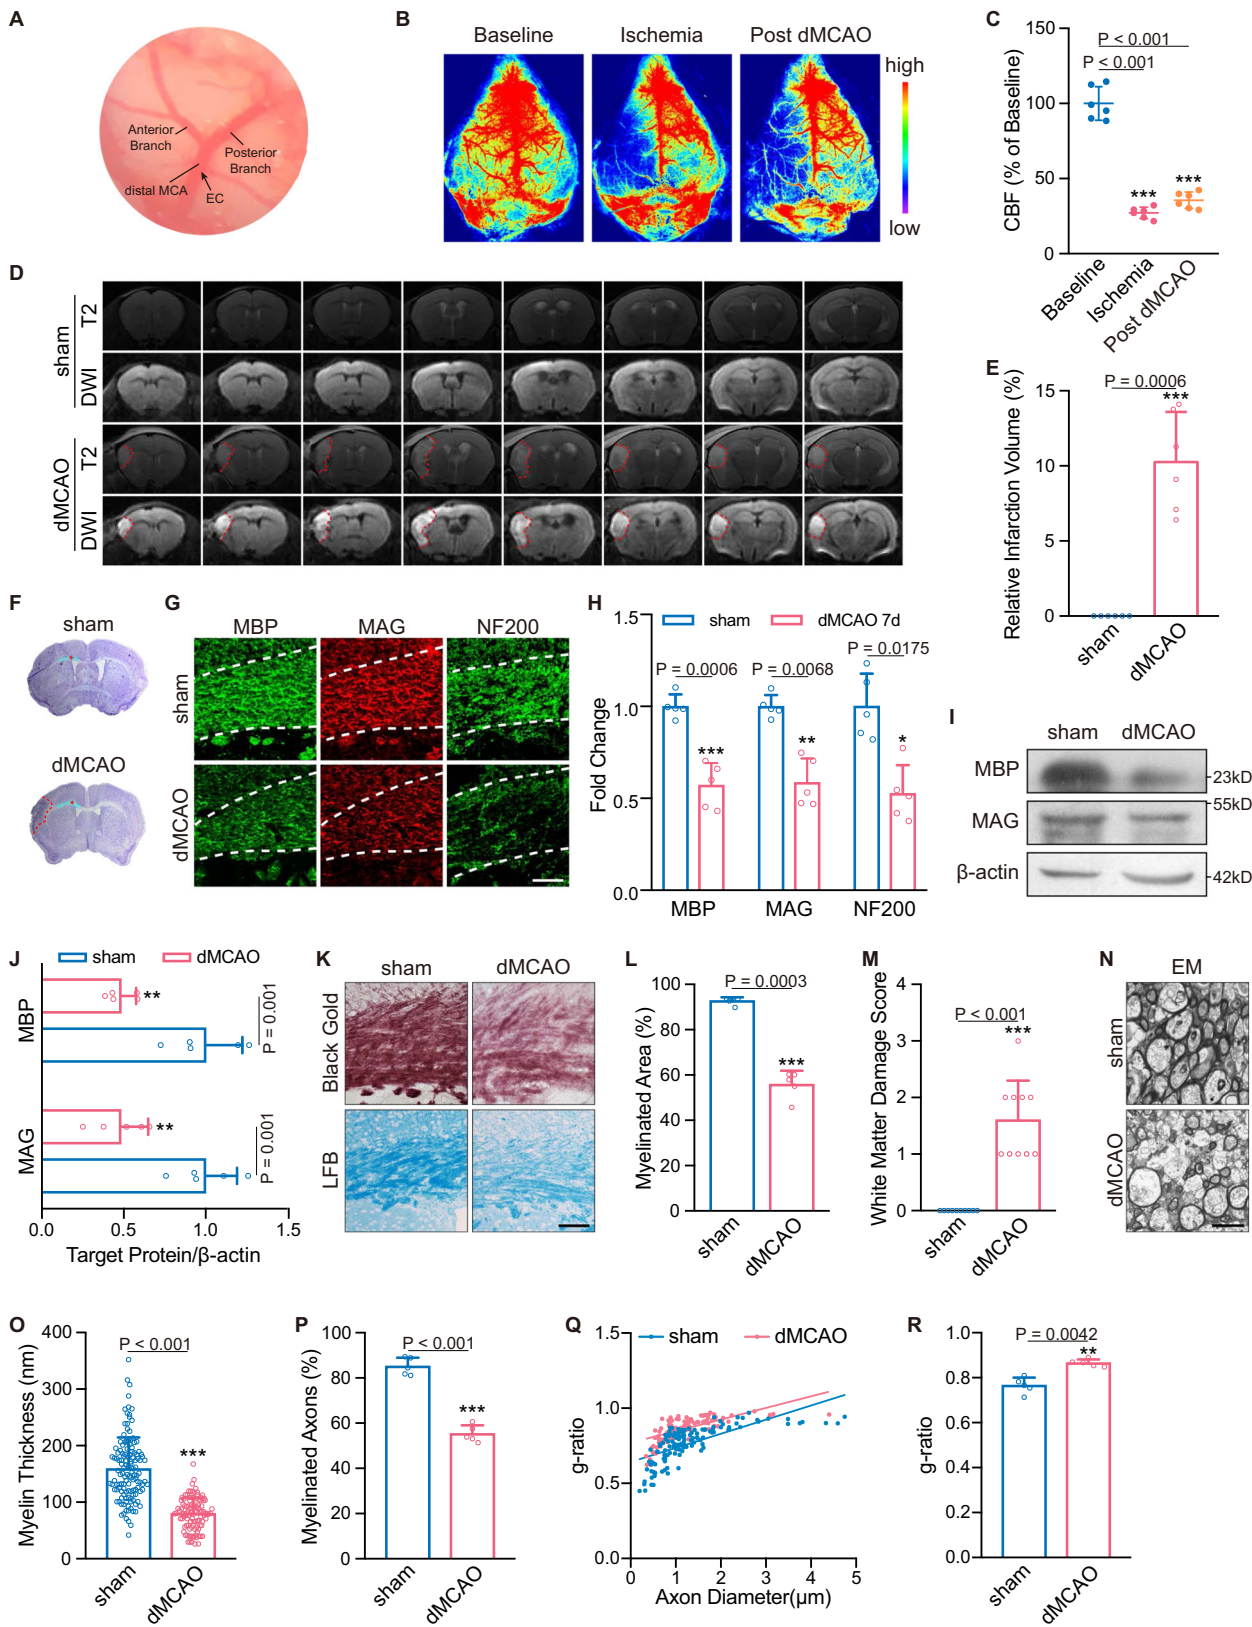 A
Anterior
Branch
Posterior
Branch
distal MCA
EC
B
Baseline
Ischemia
Post dMCAO
high
low
C
CBF (% of Baseline)
150
100
50
0
P < 0.001
P < 0.001
***
***
Baseline
Ischemia
Post dMCAO
D
sham
T2
DWI
dMCAO
T2
DWI
E
Relative Infarction Volume (%)
15
10
5
0
P = 0.0006
***
sham
dMCAO
F
sham
dMCAO
G
MBP
MAG
NF200
sham
dMCAO
H
Fold Change
1.5
1.0
0.5
0.0
sham
dMCAO 7d
P = 0.0006
P = 0.0068
P = 0.0175
***
**
*
MBP
MAG
NF200
I
sham
dMCAO
MBP
23kD
55kD
MAG
β-actin
42kD
J
sham
dMCAO
MBP
**
P = 0.001
MAG
**
P = 0.001
0.0
0.5
1.0
1.5
Target Protein/β-actin
K
sham
dMCAO
Black Gold
LFB
L
Myelinated Area (%)
100
80
60
40
20
0
P = 0.0003
***
sham
dMCAO
M
White Matter Damage Score
4
3
2
1
0
P < 0.001
***
sham
dMCAO
N
EM
sham
dMCAO
O
Myelin Thickness (nm)
400
300
200
100
0
P < 0.001
***
sham
dMCAO
P
Myelinated Axons (%)
100
80
60
40
20
0
P < 0.001
***
sham
dMCAO
Q
g-ratio
1.5
1.0
0.5
0.0
sham
dMCAO
0
1
2
3
4
5
Axon Diameter(μm)
R
g-ratio
1.0
0.8
0.6
0.4
0.2
0.0
P = 0.0042
**
sham
dMCAO